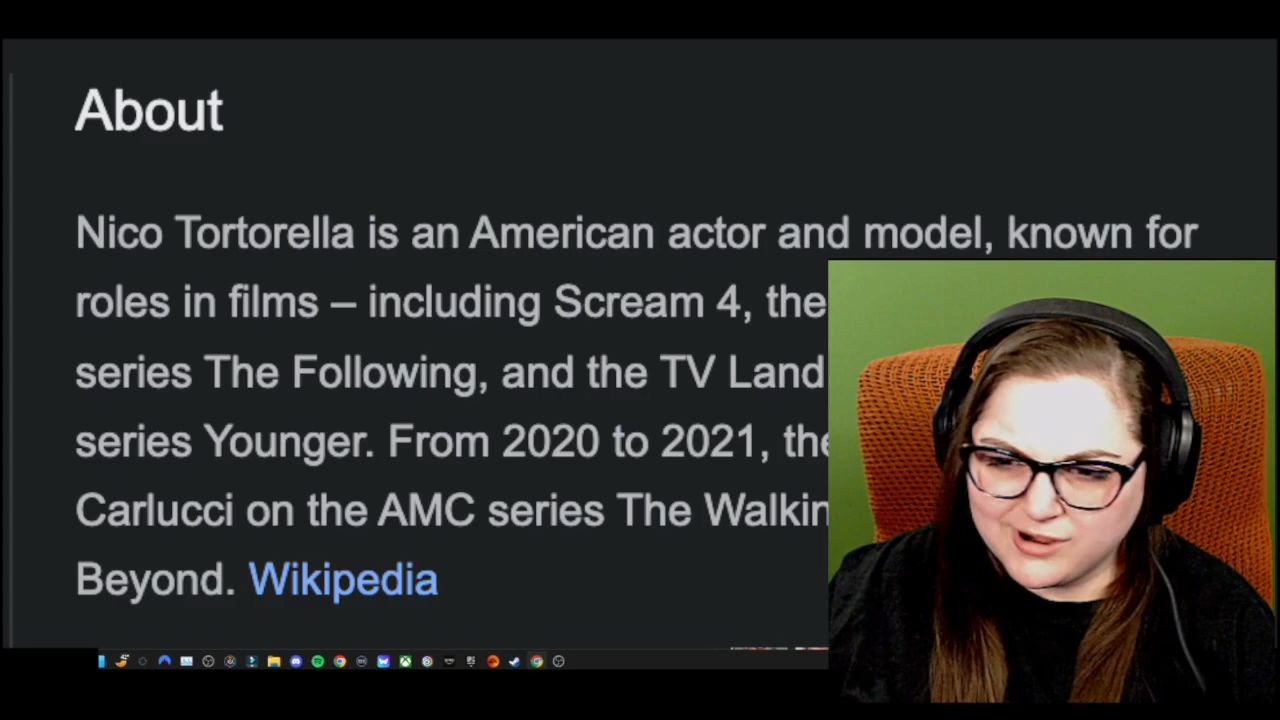 About
Nico Tortorella is an American actor and model, known for
roles in films – including Scream 4, the
series The Following, and the TV Land
series Younger. From 2020 to 2021, the
Carlucci on the AMC series The
Beyond. Wikipedia